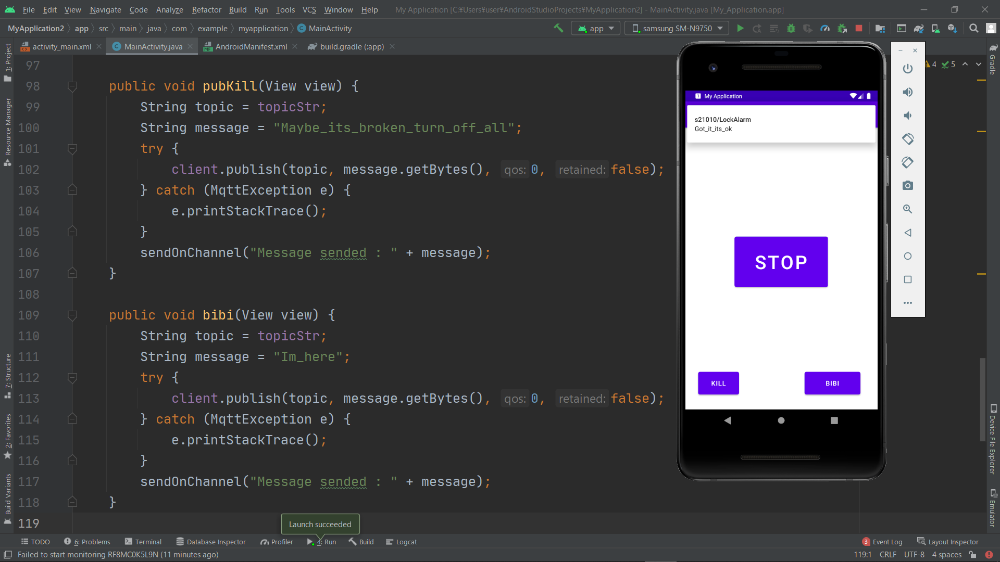 File Edit View Navigate Code Analyze Refactor Build Run Tools VCS Window Help My Application [C:¥Users¥user¥AndroidStudioProjects¥MyApplication2] - MainActivity.java [My_Application.app]
MyApplication2 app src main java com example myapplication MainActivity app samsung SM-N9750
activity_main.xml MainActivity.java AndroidManifest.xml build.gradle (:app)
4 5
1: Project
Resource Manager
7: Structure
2: Favorites
Build Variants
97
98 public void pubKill(View view) {
99 String topic = topicStr;
100 String message = "Maybe_its_broken_turn_off_all";
101 try {
102 client.publish(topic, message.getBytes(), qos: 0, retained: false);
103 } catch (MqttException e) {
104 e.printStackTrace();
105 }
106 sendOnChannel("Message sended : " + message);
107 }
108
109 public void bibi(View view) {
110 String topic = topicStr;
111 String message = "Im_here";
112 try {
113 client.publish(topic, message.getBytes(), qos: 0, retained: false);
114 } catch (MqttException e) {
115 e.printStackTrace();
116 }
117 sendOnChannel("Message sended : " + message);
118 }
119
1 My Application
s21010/LockAlarm
Got_it_its_ok
STOP
KILL BIBI
Gradle
Device File Explorer
Emulator
Launch succeeded
TODO 6: Problems Terminal Database Inspector Profiler 4: Run Build Logcat 3 Event Log Layout Inspector
Failed to start monitoring RF8MC0K5L9N (11 minutes ago) 119:1 CRLF UTF-8 4 spaces